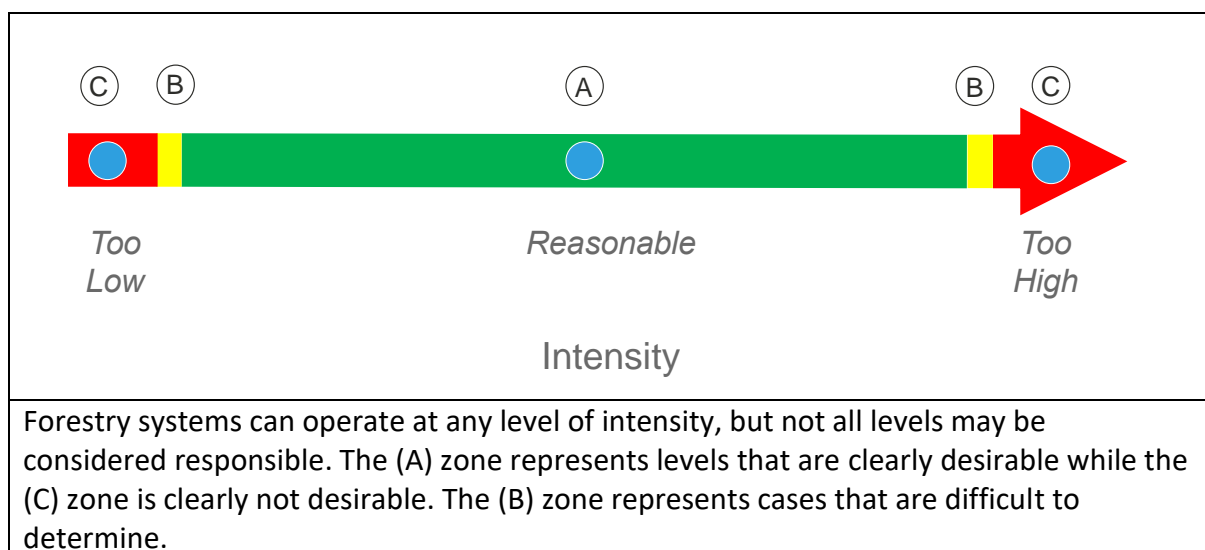 C B A B C
Too Reasonable Too
Low High
Intensity
Forestry systems can operate at any level of intensity, but not all levels may be
considered responsible. The (A) zone represents levels that are clearly desirable while the
(C) zone is clearly not desirable. The (B) zone represents cases that are difficult to
determine.